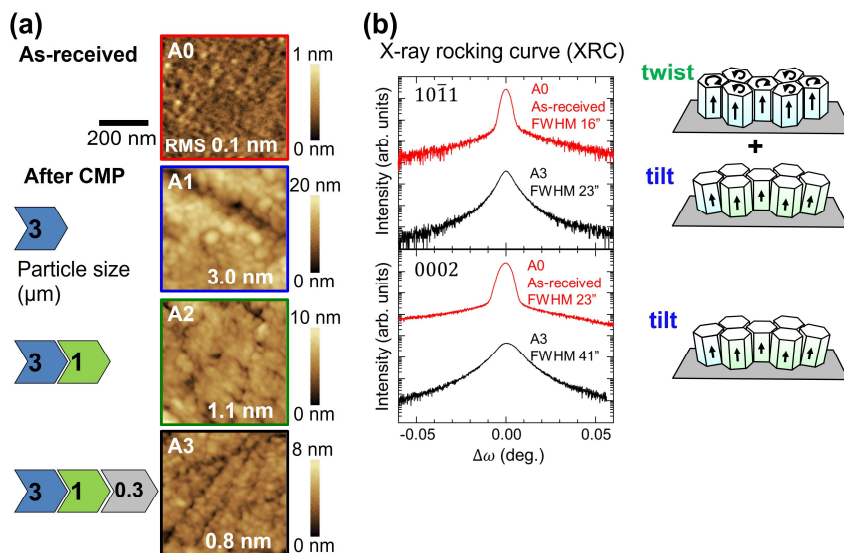 (a)
As-received
200 nm
A0
RMS 0.1 nm
1 nm
0 nm
After CMP
3
Particle size
(μm)
A1
3.0 nm
20 nm
0 nm
3 1
A2
1.1 nm
10 nm
0 nm
3 1 0.3
A3
0.8 nm
8 nm
0 nm
(b)
X-ray rocking curve (XRC)
Intensity (arb. units)
101̅1
A0
As-received
FWHM 16"
A3
FWHM 23"
Intensity (arb. units)
0002
A0
As-received
FWHM 23"
A3
FWHM 41"
-0.05 0.00 0.05
Δω (deg.)
twist
+
tilt
tilt